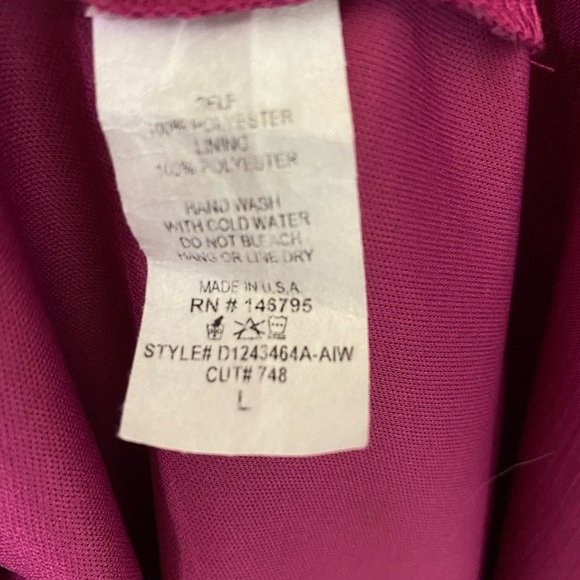 SELF
100% POLYESTER
LINING
100% POLYESTER
HAND WASH
WITH COLD WATER
DO NOT BLEACH
HANG OR LINE DRY
MADE IN U.S.A.
RN # 146795
STYLE# D1243464A-AIW
CUT# 748
L